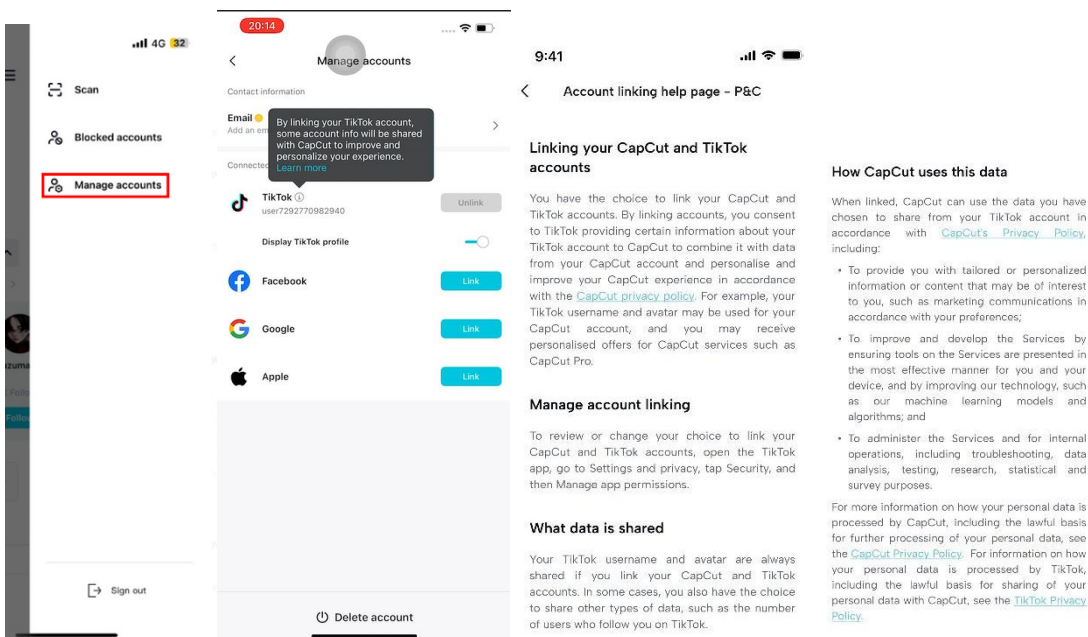 4G 32
Scan
Blocked accounts
Manage accounts
Sign out
20:14
Manage accounts
Contact information
Email
Add an em
By linking your TikTok account,
some account info will be shared
with CapCut to improve and
personalize your experience.
Learn more
Connected
TikTok
user7292770982940
Unlink
Display TikTok profile
Facebook
Link
Google
Link
Apple
Link
Delete account
9:41
Account linking help page – P&C
Linking your CapCut and TikTok
accounts
You have the choice to link your CapCut and
TikTok accounts. By linking accounts, you consent
to TikTok providing certain information about your
TikTok account to CapCut to combine it with data
from your CapCut account and personalise and
improve your CapCut experience in accordance
with the CapCut privacy policy. For example, your
TikTok username and avatar may be used for your
CapCut account, and you may receive
personalised offers for CapCut services such as
CapCut Pro.
Manage account linking
To review or change your choice to link your
CapCut and TikTok accounts, open the TikTok
app, go to Settings and privacy, tap Security, and
then Manage app permissions.
What data is shared
Your TikTok username and avatar are always
shared if you link your CapCut and TikTok
accounts. In some cases, you also have the choice
to share other types of data, such as the number
of users who follow you on TikTok.
How CapCut uses this data
When linked, CapCut can use the data you have
chosen to share from your TikTok account in
accordance with CapCut's Privacy Policy,
including:
• To provide you with tailored or personalized
information or content that may be of interest
to you, such as marketing communications in
accordance with your preferences;
• To improve and develop the Services by
ensuring tools on the Services are presented in
the most effective manner for you and your
device, and by improving our technology, such
as our machine learning models and
algorithms; and
• To administer the Services and for internal
operations, including troubleshooting, data
analysis, testing, research, statistical and
survey purposes.
For more information on how your personal data is
processed by CapCut, including the lawful basis
for further processing of your personal data, see
the CapCut Privacy Policy. For information on how
your personal data is processed by TikTok,
including the lawful basis for sharing of your
personal data with CapCut, see the TikTok Privacy
Policy.